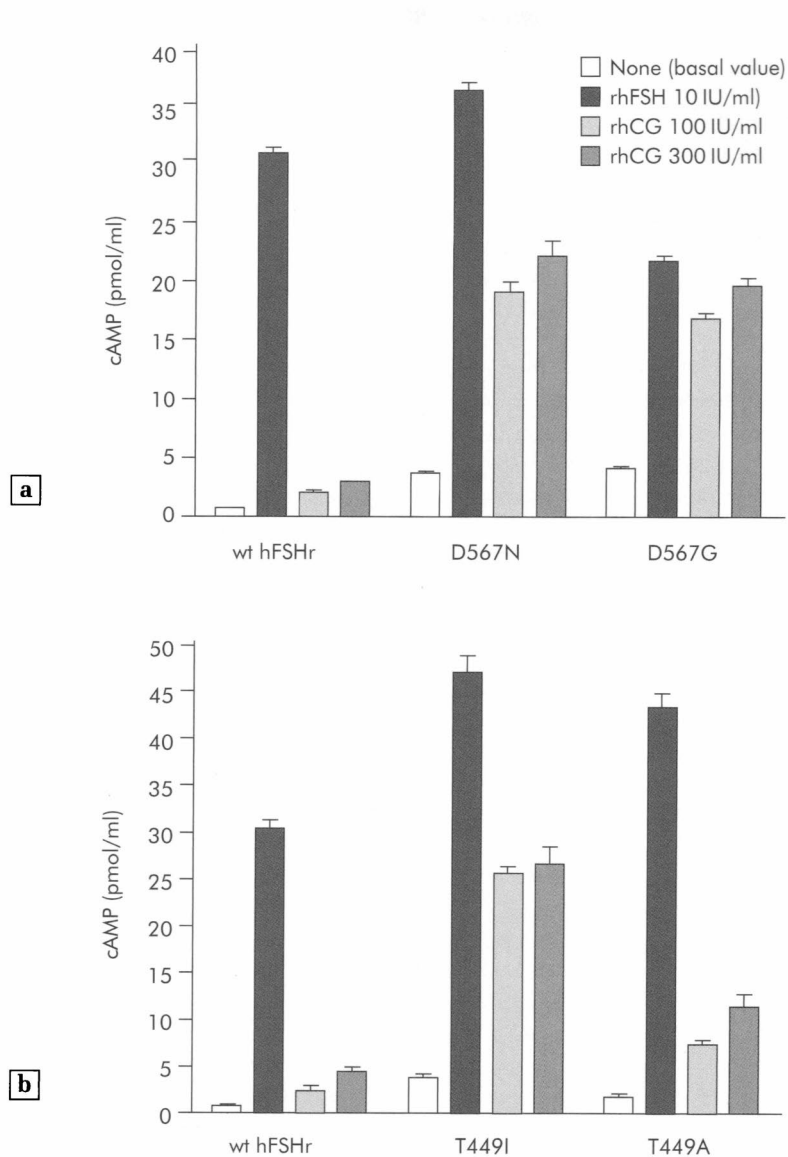 40
35
30
25
20
15
10
5
0
cAMP (pmol/ml)
None (basal value)
rhFSH 10 IU/ml)
rhCG 100 IU/ml
rhCG 300 IU/ml
a
wt hFSHr D567N D567G
50
45
40
35
30
25
20
15
10
5
0
cAMP (pmol/ml)
b
wt hFSHr T449I T449A